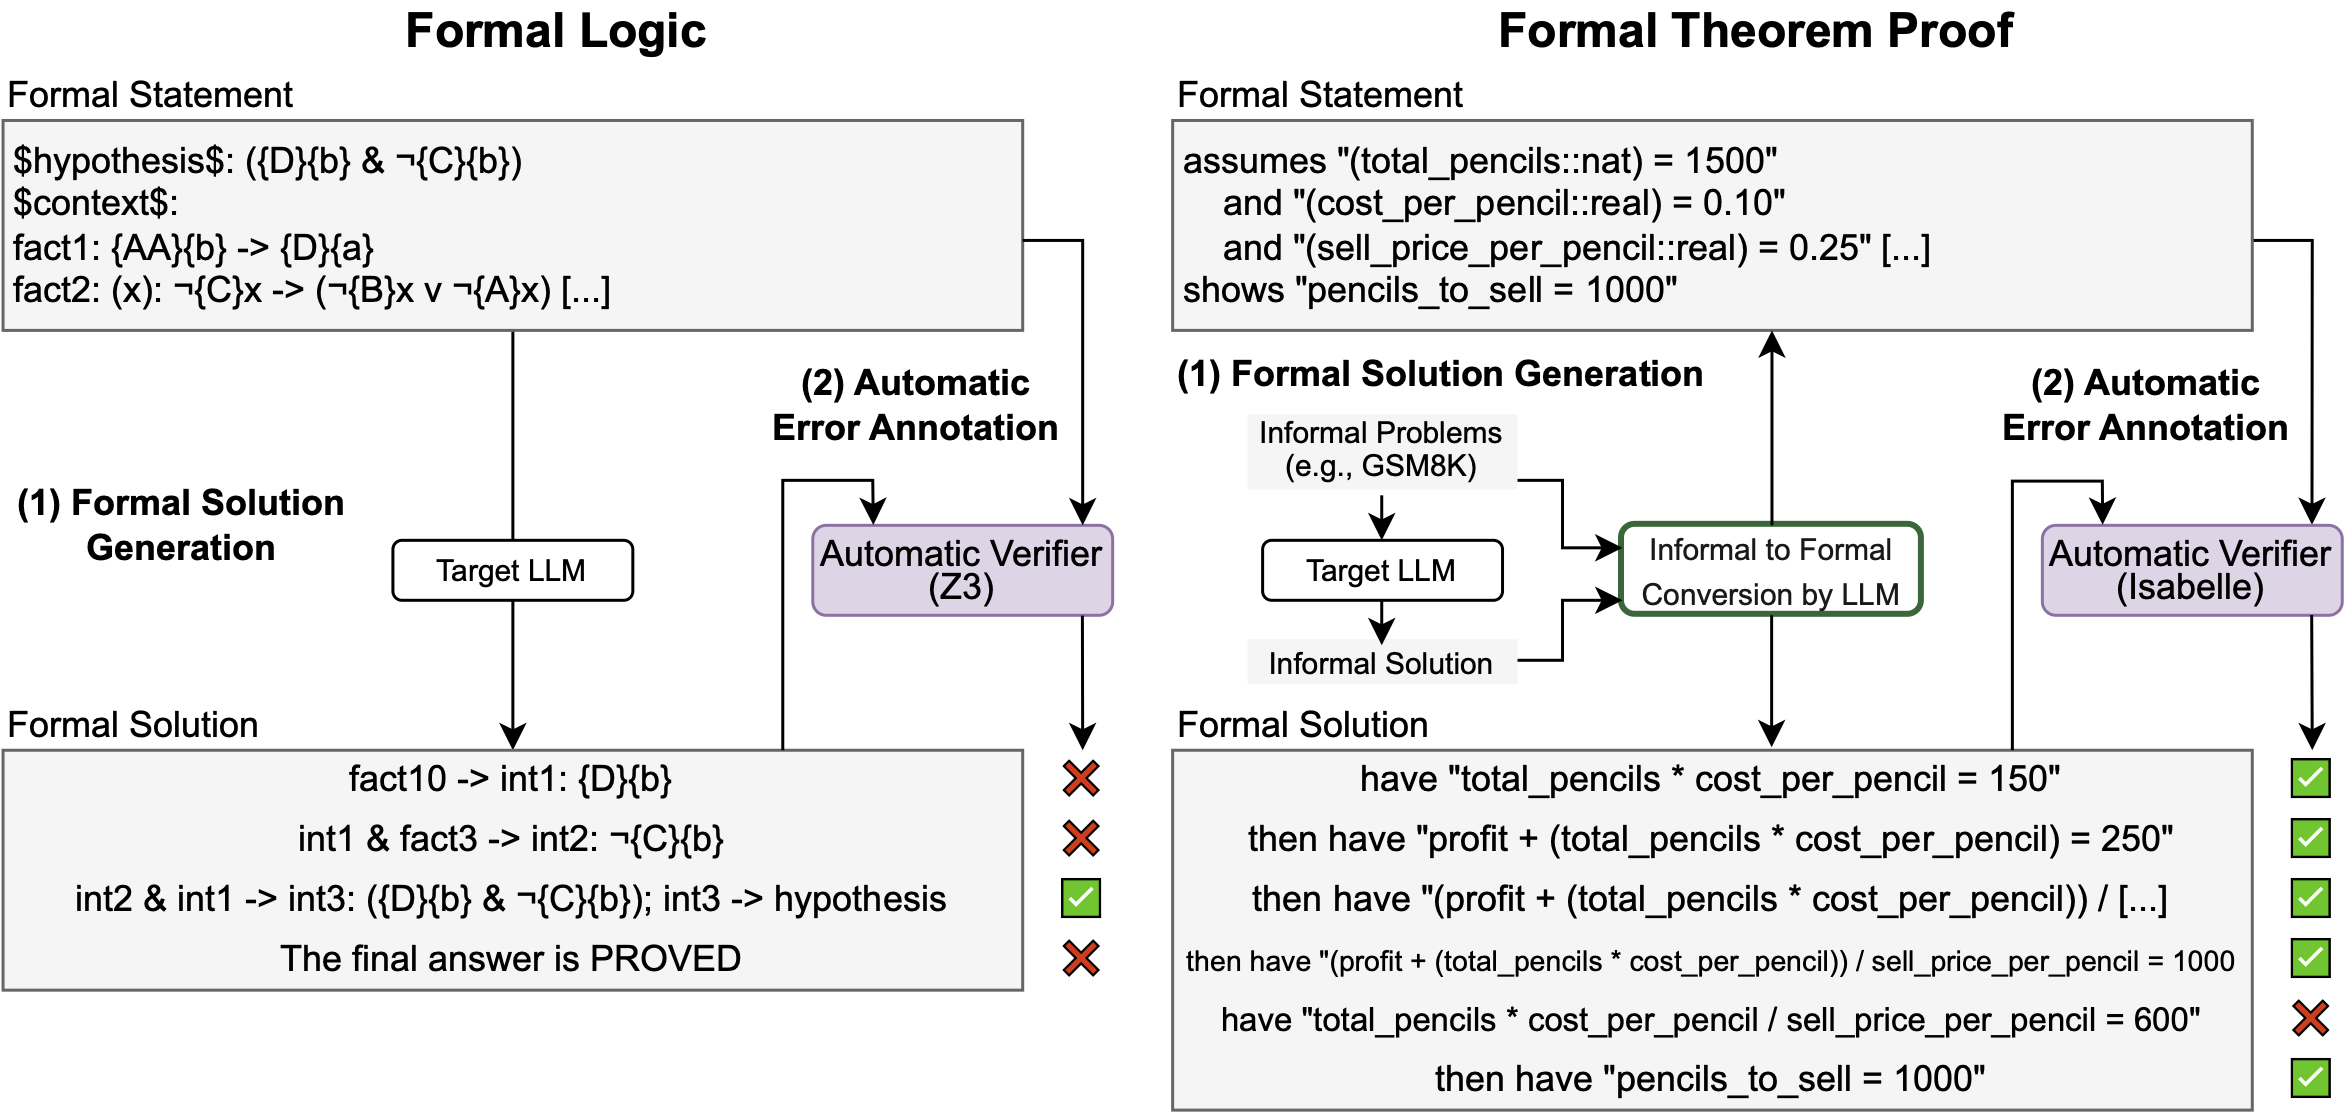 Formal Logic
Formal Statement
$hypothesis$: ({D}{b} & ¬{C}{b})
$context$:
fact1: {AA}{b} -> {D}{a}
fact2: (x): ¬{C}x -> (¬{B}x v ¬{A}x) [...]
(2) Automatic
Error Annotation
(1) Formal Solution
Generation
Target LLM
Automatic Verifier
(Z3)
Formal Solution
fact10 -> int1: {D}{b}
int1 & fact3 -> int2: ¬{C}{b}
int2 & int1 -> int3: ({D}{b} & ¬{C}{b}); int3 -> hypothesis
The final answer is PROVED
Formal Theorem Proof
Formal Statement
assumes "(total_pencils::nat) = 1500"
and "(cost_per_pencil::real) = 0.10"
and "(sell_price_per_pencil::real) = 0.25" [...]
shows "pencils_to_sell = 1000"
(1) Formal Solution Generation
(2) Automatic
Error Annotation
Informal Problems
(e.g., GSM8K)
Target LLM
Informal Solution
Informal to Formal
Conversion by LLM
Automatic Verifier
(Isabelle)
Formal Solution
have "total_pencils * cost_per_pencil = 150"
then have "profit + (total_pencils * cost_per_pencil) = 250"
then have "(profit + (total_pencils * cost_per_pencil)) / [...]
then have "(profit + (total_pencils * cost_per_pencil)) / sell_price_per_pencil = 1000
have "total_pencils * cost_per_pencil / sell_price_per_pencil = 600"
then have "pencils_to_sell = 1000"